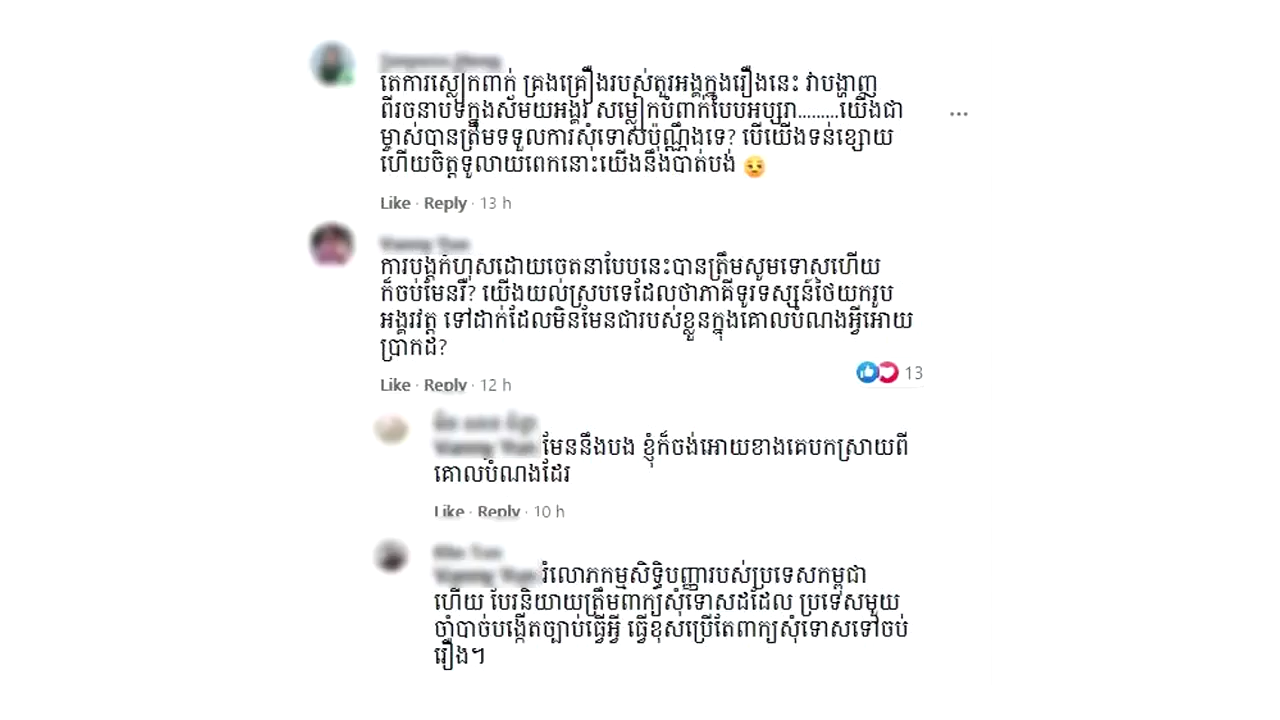 តេការស្លៀកពាក់ គ្រងគ្រឿងរបស់តួរអង្គក្នុងរឿងនេះ វាបង្ហាញ
ពីរចនាបទក្នុងស័មយអង្គរ សម្លៀកបំពាក់បែបអប្សរា.........យើងជា
ម្ចាស់បានត្រឹមទទួលការសុំទោសប៉ុណ្ណឹងទេ? បើយើងទន់ខ្សោយ
ហើយចិត្តទូលាយពេកនោះយើងនឹងបាត់បង់ 😒
Like · Reply · 13 h
ការបង្កកំហុសដោយចេតនាបែបនេះបានត្រឹមសូមទោសហើយ
ក៏ចប់មែនរឺ? យើងយល់ស្របទេដែលថាភាគីទូរទស្សន៍ថៃយករូប
អង្គរវត្ត ទៅដាក់ដែលមិនមែនជារបស់ខ្លួនក្នុងគោលបំណងអ្វីអោយ
ប្រាកដ?
Like · Reply · 12 h
13
មែននឹងបង ខ្ញុំក៏ចង់អោយខាងគេបកស្រាយពី
គោលបំណងដែរ
Like · Reply · 10 h
រំលោភកម្មសិទ្ធិបញ្ញារបស់ប្រទេសកម្ពុជា
ហើយ បែរនិយាយត្រឹមពាក្យសុំទោសដដែល ប្រទេសមួយ
ចាំបាច់បង្កើតច្បាប់ធ្វើអ្វី ធ្វើខុសប្រើតែពាក្យសុំទោសទៅចប់
រឿង។